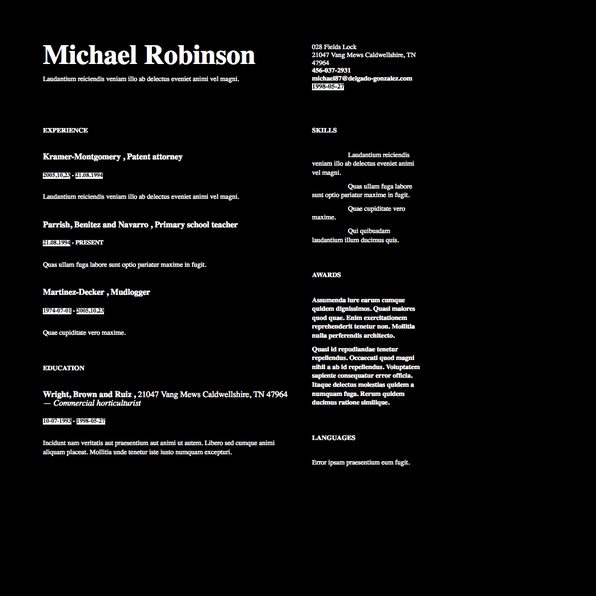 Michael Robinson
Laudantium reiciendis veniam illo ab delectus eveniet animi vel magni.
028 Fields Lock
21047 Vang Mews Caldwellshire, TN
47964
456-037-2931
michael87@delgado-gonzalez.com
1998-05-27
EXPERIENCE
Kramer-Montgomery , Patent attorney
2005.10.23 - 21.08.1994
Laudantium reiciendis veniam illo ab delectus eveniet animi vel magni.
Parrish, Benitez and Navarro , Primary school teacher
21.08.1994 - PRESENT
Quas ullam fuga labore sunt optio pariatur maxime in fugit.
Martinez-Decker , Mudlogger
1974-07-01 - 2005.10.23
Quae cupiditate vero maxime.
EDUCATION
Wright, Brown and Ruiz , 21047 Vang Mews Caldwellshire, TN 47964
— Commercial horticulturist
10-07-1993 - 1998-05-27
Incidunt nam veritatis aut praesentium aut animi ut autem. Libero sed cumque animi
aliquam placeat. Mollitia unde tenetur iste iusto numquam excepturi.
SKILLS
Laudantium reiciendis
veniam illo ab delectus eveniet animi
vel magni.
Quas ullam fuga labore
sunt optio pariatur maxime in fugit.
Quae cupiditate vero
maxime.
Qui quibusdam
laudantium illum ducimus quis.
AWARDS
Assumenda iure earum cumque
quidem dignissimos. Quasi maiores
quod quae. Enim exercitationem
reprehenderit tenetur non. Mollitia
nulla perferendis architecto.
Quasi id repudiandae tenetur
repellendus. Occaecati quod magni
nihil a ab id repellendus. Voluptatem
sapiente consequatur error officia.
Itaque delectus molestias quidem a
numquam fuga. Rerum quidem
ducimus ratione similique.
LANGUAGES
Error ipsam praesentium eum fugit.